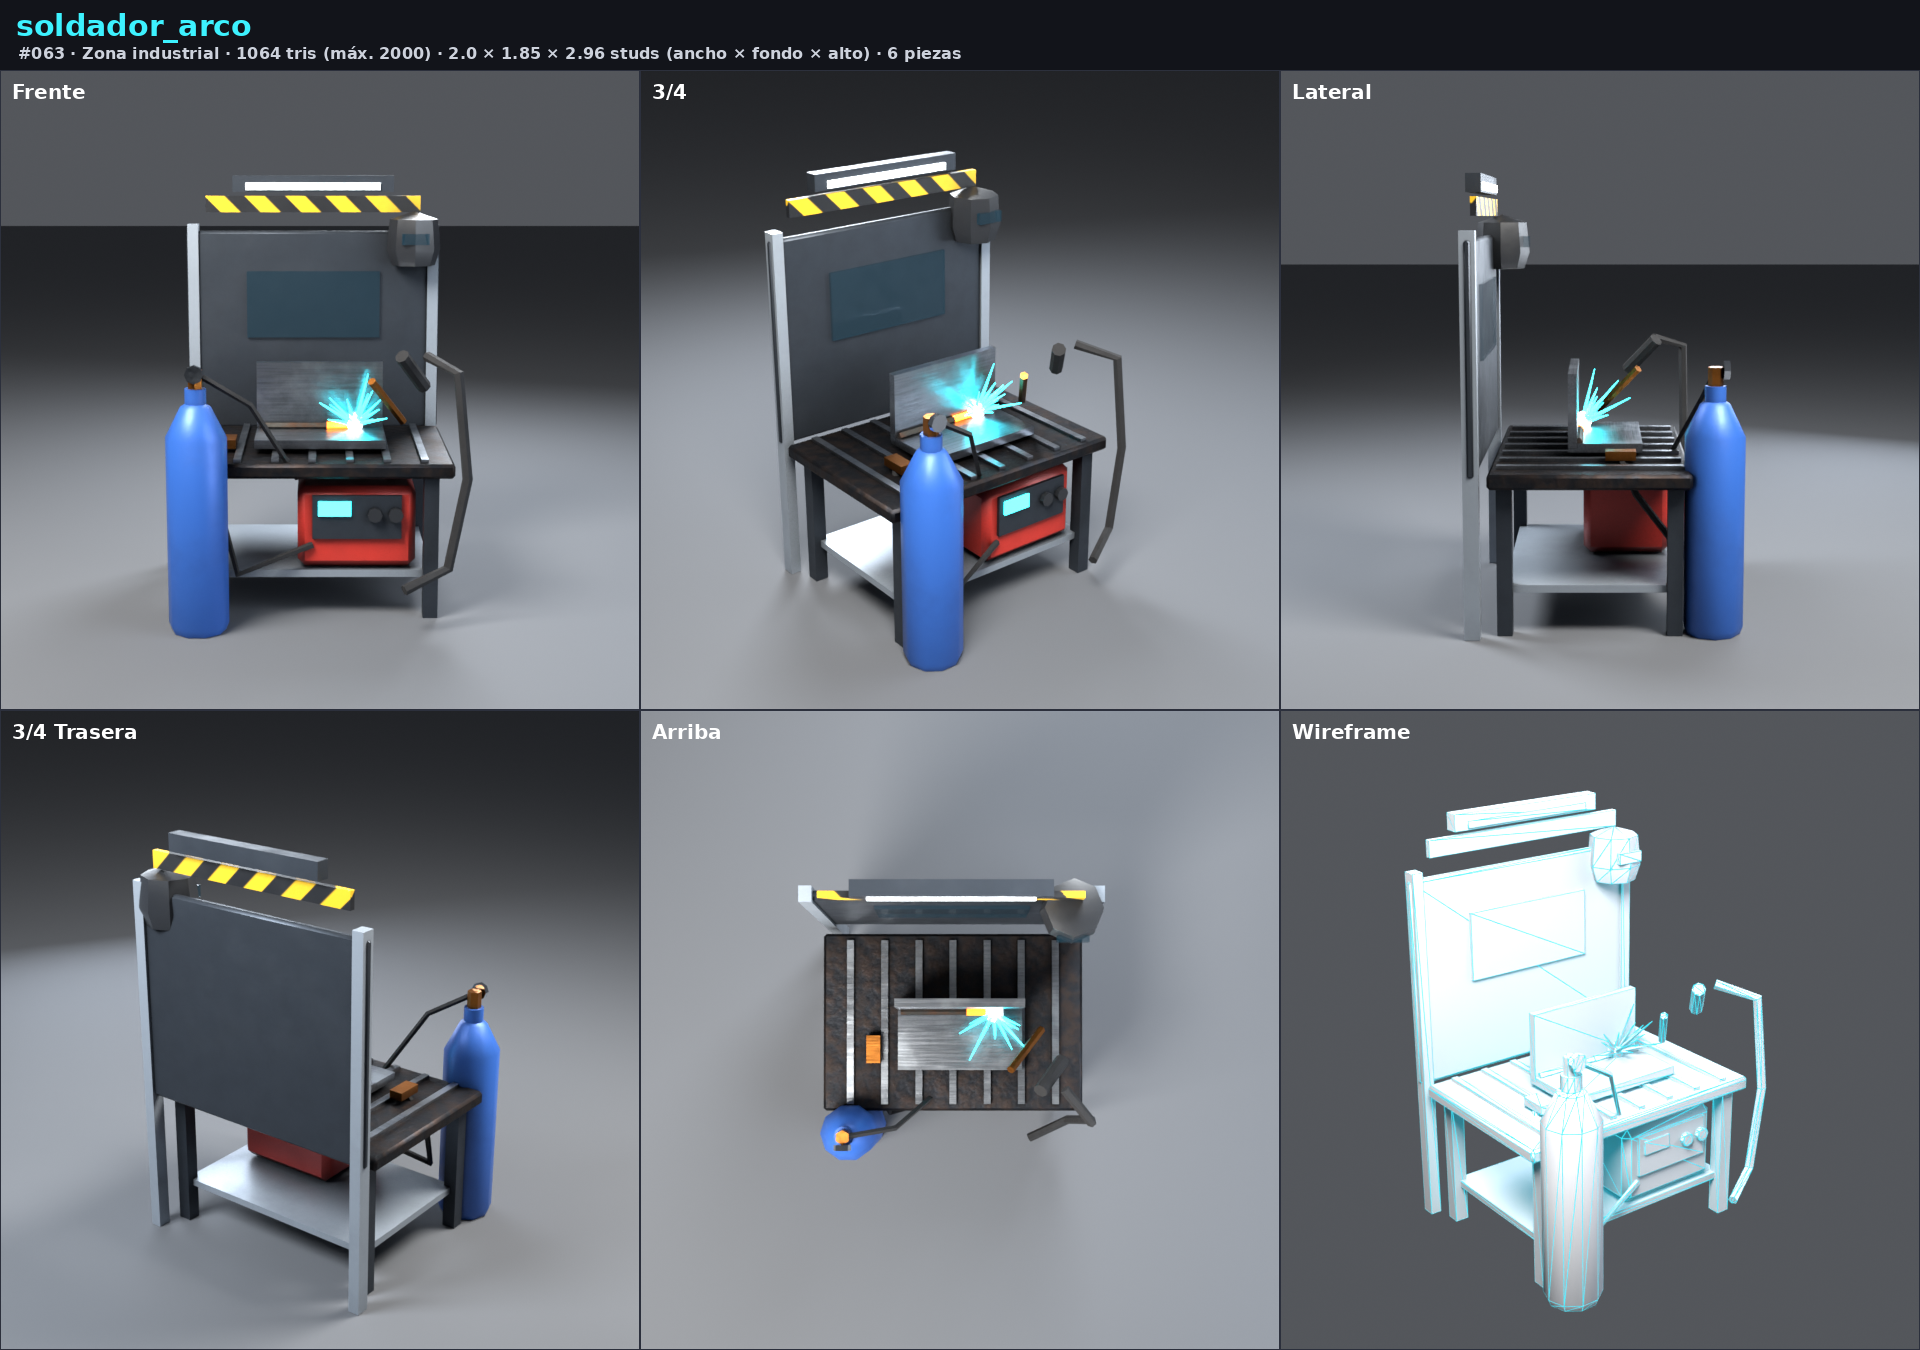 soldador_arco
#063 · Zona industrial · 1064 tris (máx. 2000) · 2.0 × 1.85 × 2.96 studs (ancho × fondo × alto) · 6 piezas
Frente
3/4
Lateral
3/4 Trasera
Arriba
Wireframe